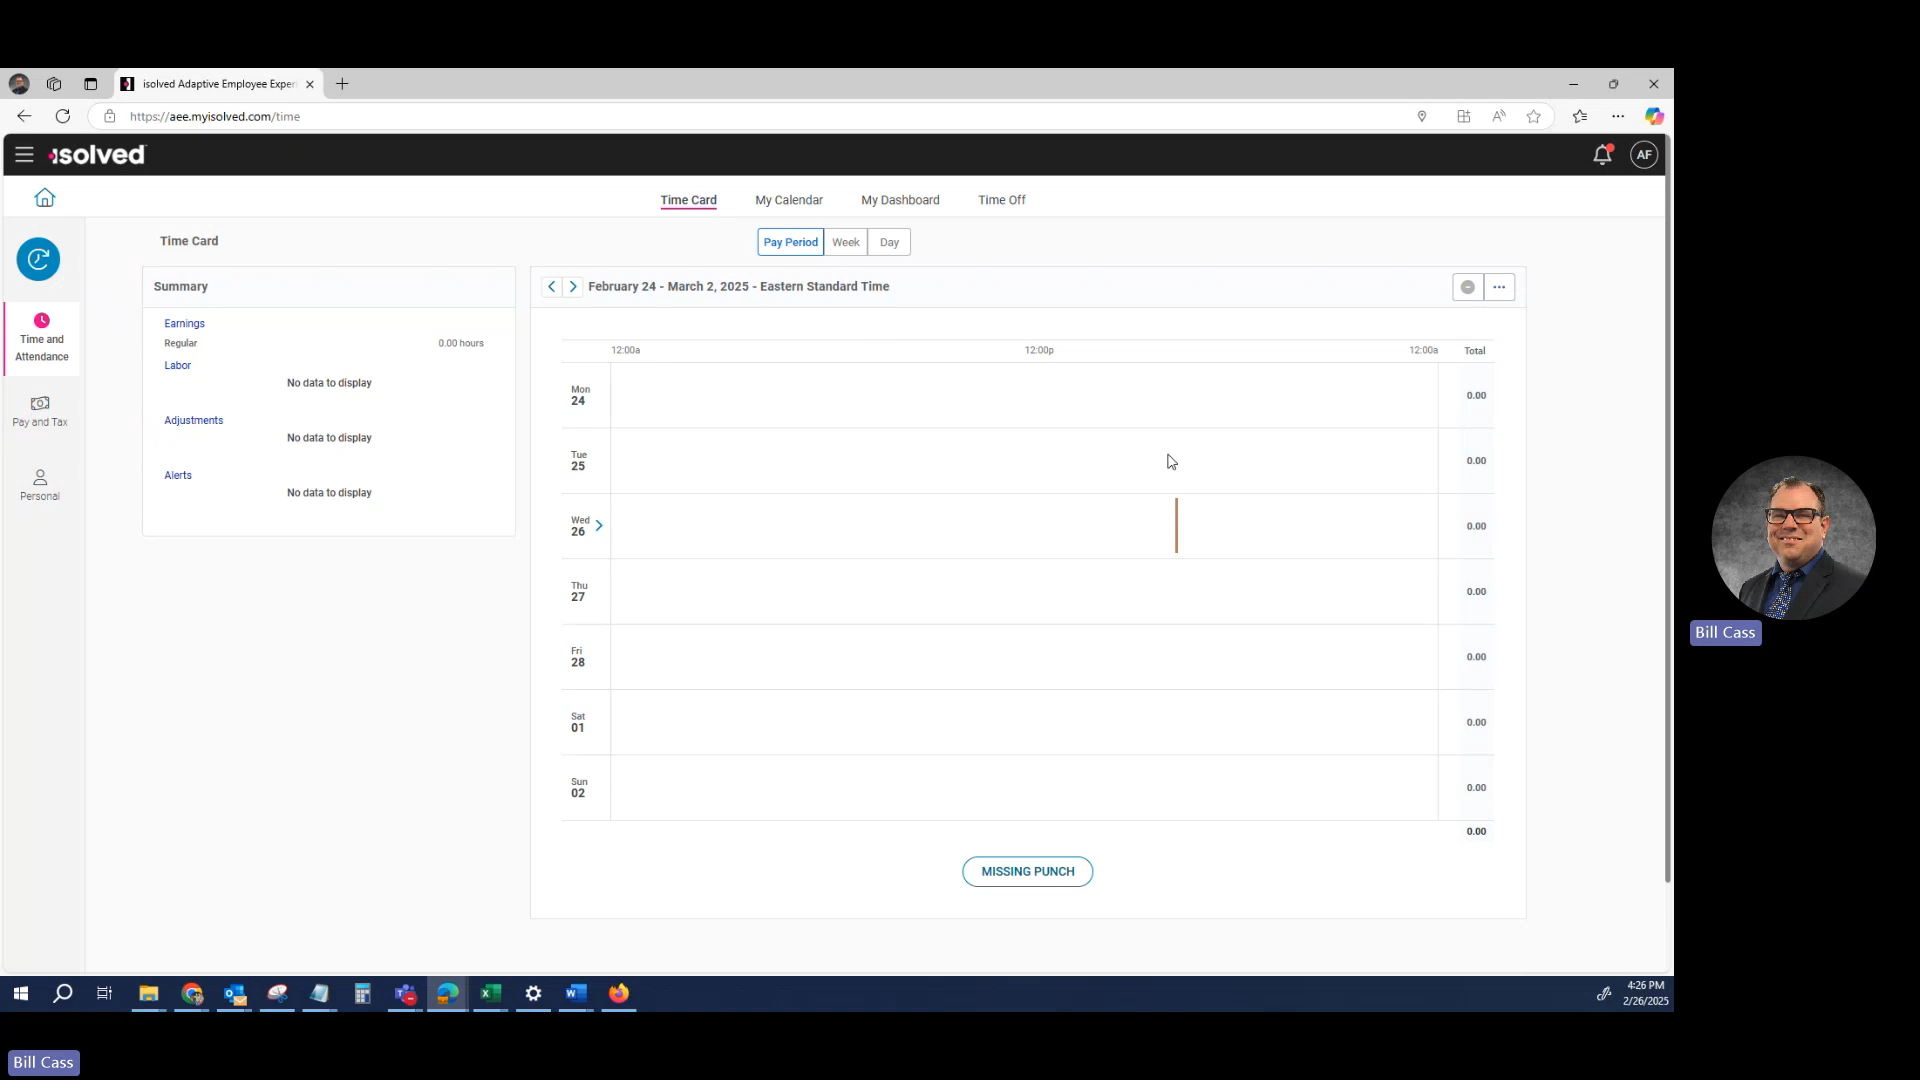 isolved Adaptive Employee Exper
https://aee.myisolved.com/time
isolved
AF
Time Card
My Calendar
My Dashboard
Time Off
Time Card
Pay Period
Week
Day
Summary
Earnings
Regular
0.00 hours
Labor
No data to display
Adjustments
No data to display
Alerts
No data to display
February 24 - March 2, 2025 - Eastern Standard Time
12:00a
12:00p
12:00a
Total
Mon
24
0.00
Tue
25
0.00
Wed
26
0.00
Thu
27
0.00
Fri
28
0.00
Sat
01
0.00
Sun
02
0.00
0.00
MISSING PUNCH
Time and
Attendance
Pay and Tax
Personal
4:26 PM
2/26/2025
Bill Cass
Bill Cass